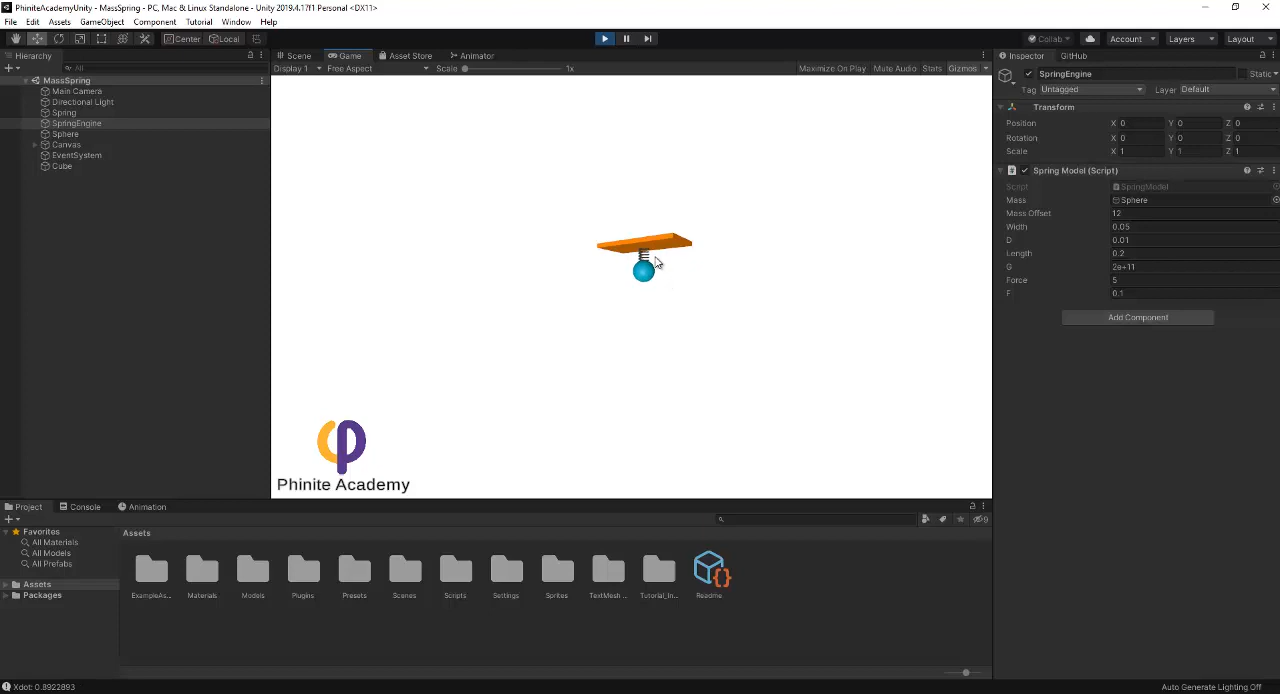 PhiniteAcademyUnity - MassSpring - PC, Mac & Linux Standalone - Unity 2019.4.17f1 Personal <DX11>
File Edit Assets GameObject Component Tutorial Window Help
Center Local Collab Account Layers Layout
Hierarchy
All
MassSpring
Main Camera
Directional Light
Spring
SpringEngine
Sphere
Canvas
EventSystem
Cube
Scene Game Asset Store Animator
Display 1 Free Aspect Scale 1x Maximize On Play Mute Audio Stats Gizmos
Phinite Academy
Inspector GitHub
SpringEngine Static
Tag Untagged Layer Default
Transform
Position X 0 Y 0 Z 0
Rotation X 0 Y 0 Z 0
Scale X 1 Y 1 Z 1
Spring Model (Script)
Script SpringModel
Mass Sphere
Mass Offset 12
Width 0.05
D 0.01
Length 0.2
G 2e+11
Force 5
F 0.1
Add Component
Project Console Animation
9
Favorites
All Materials
All Models
All Prefabs
Assets
Packages
Assets
ExampleAs... Materials Models Plugins Presets Scenes Scripts Settings Sprites TextMesh ... Tutorial_In... Readme
Xdot: 0.8922893
Auto Generate Lighting Off